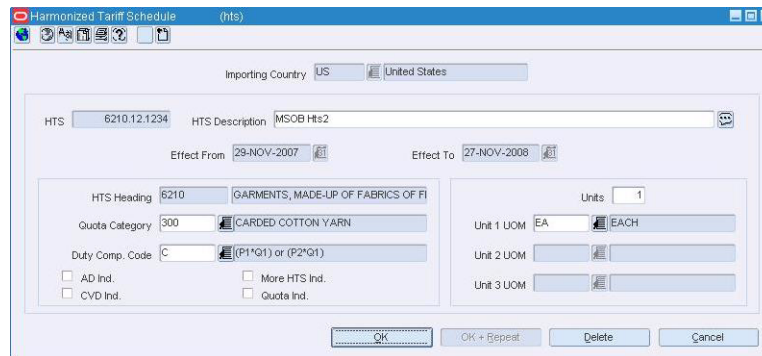 Harmonized Tariff Schedule (hts)
Importing Country US United States
HTS 6210.12.1234 HTS Description MSOB Hts2
Effect From 29-NOV-2007 Effect To 27-NOV-2008
HTS Heading 6210 GARMENTS, MADE-UP OF FABRICS OF
Units 1
Quota Category 300 CARDED COTTON YARN
Unit 1 UOM EA EACH
Duty Comp. Code C (P1*Q1) or (P2*Q1)
Unit 2 UOM
AD Ind. More HTS Ind.
Unit 3 UOM
CVD Ind. Quota Ind.
OK OK + Repeat Delete Cancel